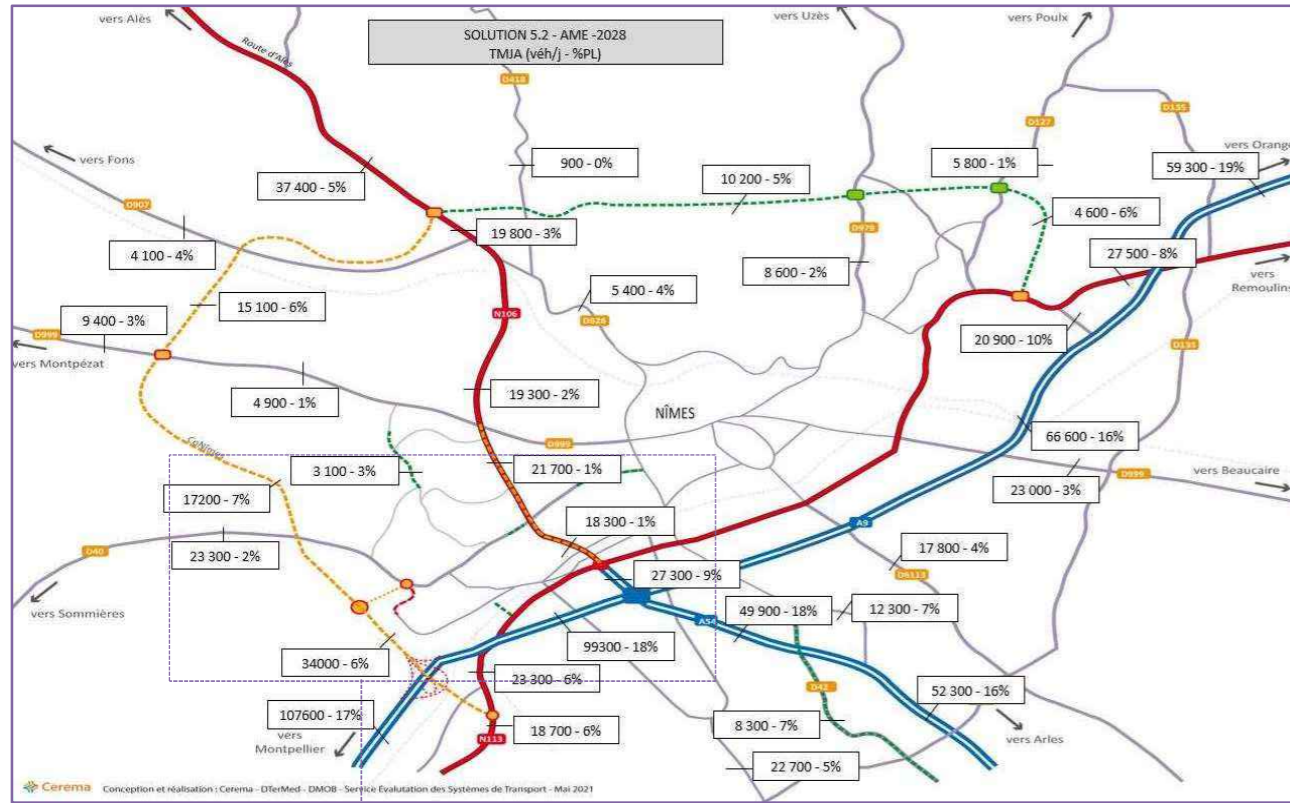 vers Alès
vers Uzès
vers Poulx
SOLUTION 5.2 - AME -2028
TMJA (véh/j - %PL)
Route d'Alès
D418
D135
D127
vers Orange
59 300 - 19%
vers Fons
900 - 0%
5 800 - 1%
10 200 - 5%
37 400 - 5%
D907
4 600 - 6%
19 800 - 3%
D979
4 100 - 4%
27 500 - 8%
8 600 - 2%
vers
Remoulins
5 400 - 4%
15 100 - 6%
9 400 - 3%
N106
D926
D999
20 900 - 10%
D135
vers Montpézat
19 300 - 2%
4 900 - 1%
NÎMES
D999
66 600 - 16%
3 100 - 3%
21 700 - 1%
vers Beaucaire
D999
23 000 - 3%
17200 - 7%
18 300 - 1%
A9
23 300 - 2%
D40
17 800 - 4%
27 300 - 9%
D6113
vers Sommières
49 900 - 18%
12 300 - 7%
A54
99300 - 18%
34000 - 6%
23 300 - 6%
D42
52 300 - 16%
107600 - 17%
18 700 - 6%
8 300 - 7%
vers
Montpellier
N113
vers Arles
22 700 - 5%
Cerema
Conception et réalisation : Cerema - DTerMed - DMOB - Service Evalutation des Systèmes de Transport - Mai 2021